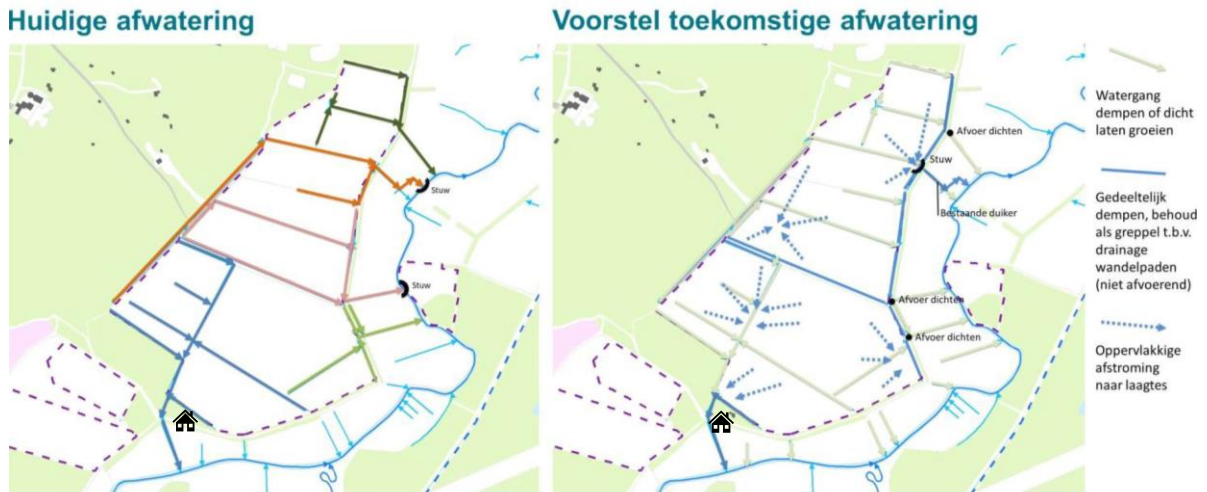 Huidige afwatering
Stuw
Stuw
Voorstel toekomstige afwatering
Afvoer dichten
Stuw
Bestaande duiker
Afvoer dichten
Afvoer dichten
Watergang
dempen of dicht
laten groeien
Gedeeltelijk
dempen, behoud
als greppel t.b.v.
drainage
wandelpaden
(niet afvoerend)
Oppervlakkige
afstroming
naar laagtes